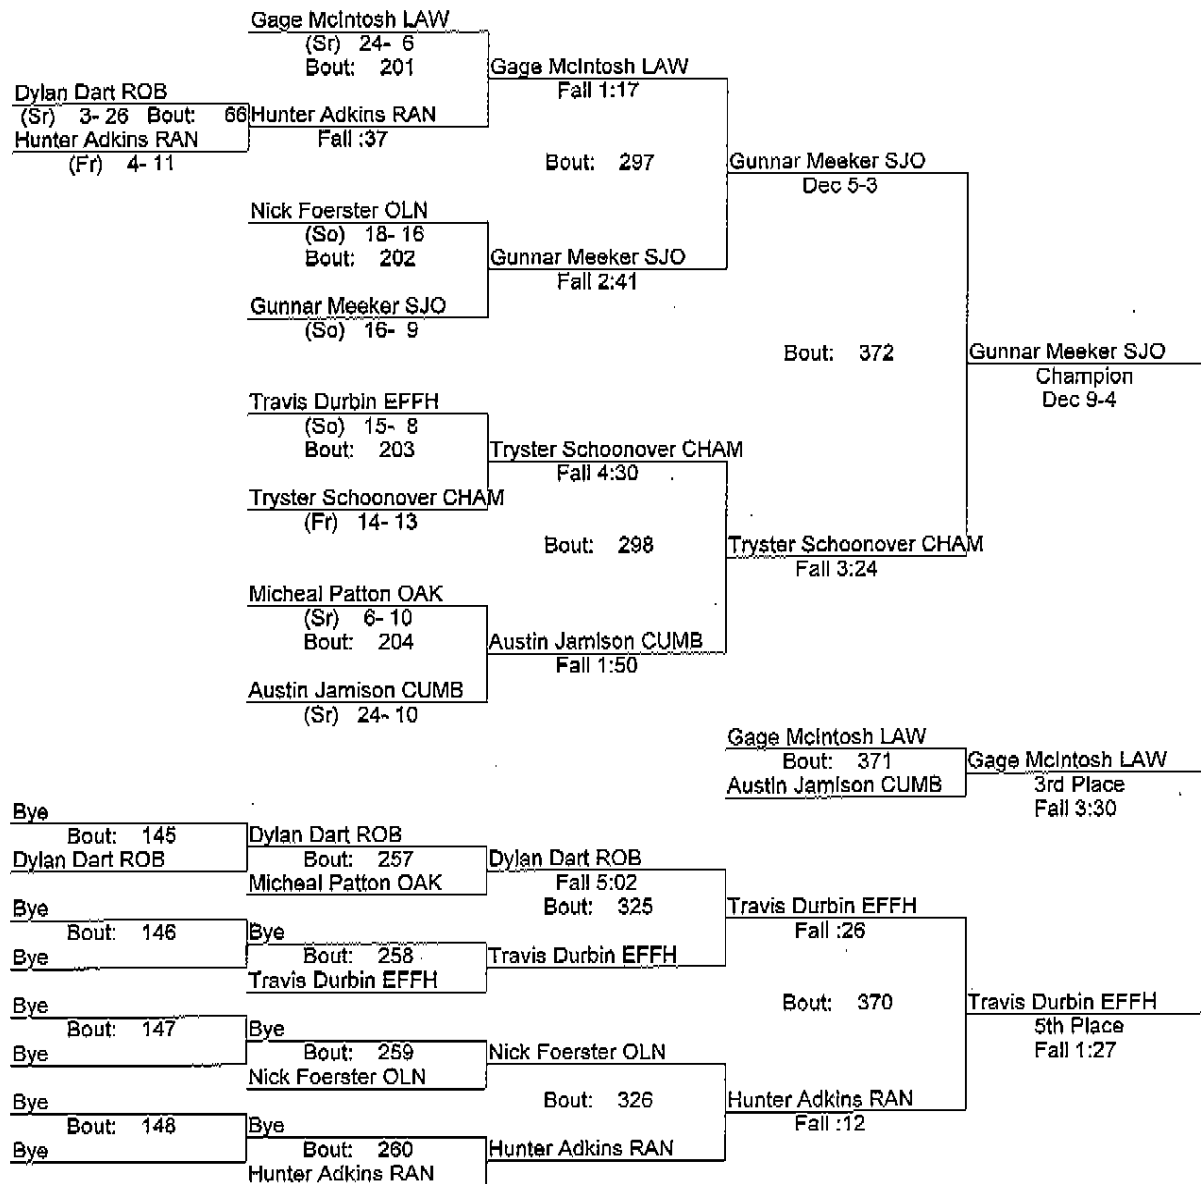 Gage McIntosh LAW
(Sr) 24- 6
Bout: 201
Gage McIntosh LAW
Fall 1:17
Dylan Dart ROB
(Sr) 3- 26 Bout: 66
Hunter Adkins RAN
Hunter Adkins RAN
Fall :37
(Fr) 4- 11
Bout: 297
Gunnar Meeker SJO
Dec 5-3
Nick Foerster OLN
(So) 18- 16
Bout: 202
Gunnar Meeker SJO
Fall 2:41
Gunnar Meeker SJO
(So) 16- 9
Bout: 372
Gunnar Meeker SJO
Champion
Dec 9-4
Travis Durbin EFFH
(So) 15- 8
Bout: 203
Tryster Schoonover CHAM
Fall 4:30
Tryster Schoonover CHAM
(Fr) 14- 13
Bout: 298
Tryster Schoonover CHAM
Fall 3:24
Micheal Patton OAK
(Sr) 6- 10
Bout: 204
Austin Jamison CUMB
Fall 1:50
Austin Jamison CUMB
(Sr) 24- 10
Gage McIntosh LAW
Bout: 371
Gage McIntosh LAW
Austin Jamison CUMB
3rd Place
Fall 3:30
Bye
Bout: 145
Dylan Dart ROB
Dylan Dart ROB
Bout: 257
Dylan Dart ROB
Micheal Patton OAK
Fall 5:02
Bye
Bout: 325
Travis Durbin EFFH
Bout: 146
Bye
Fall :26
Bye
Bout: 258
Travis Durbin EFFH
Travis Durbin EFFH
Bye
Bout: 370
Travis Durbin EFFH
Bout: 147
Bye
5th Place
Bye
Bout: 259
Nick Foerster OLN
Fall 1:27
Nick Foerster OLN
Bye
Bout: 326
Hunter Adkins RAN
Bout: 148
Bye
Fall :12
Bye
Bout: 260
Hunter Adkins RAN
Hunter Adkins RAN